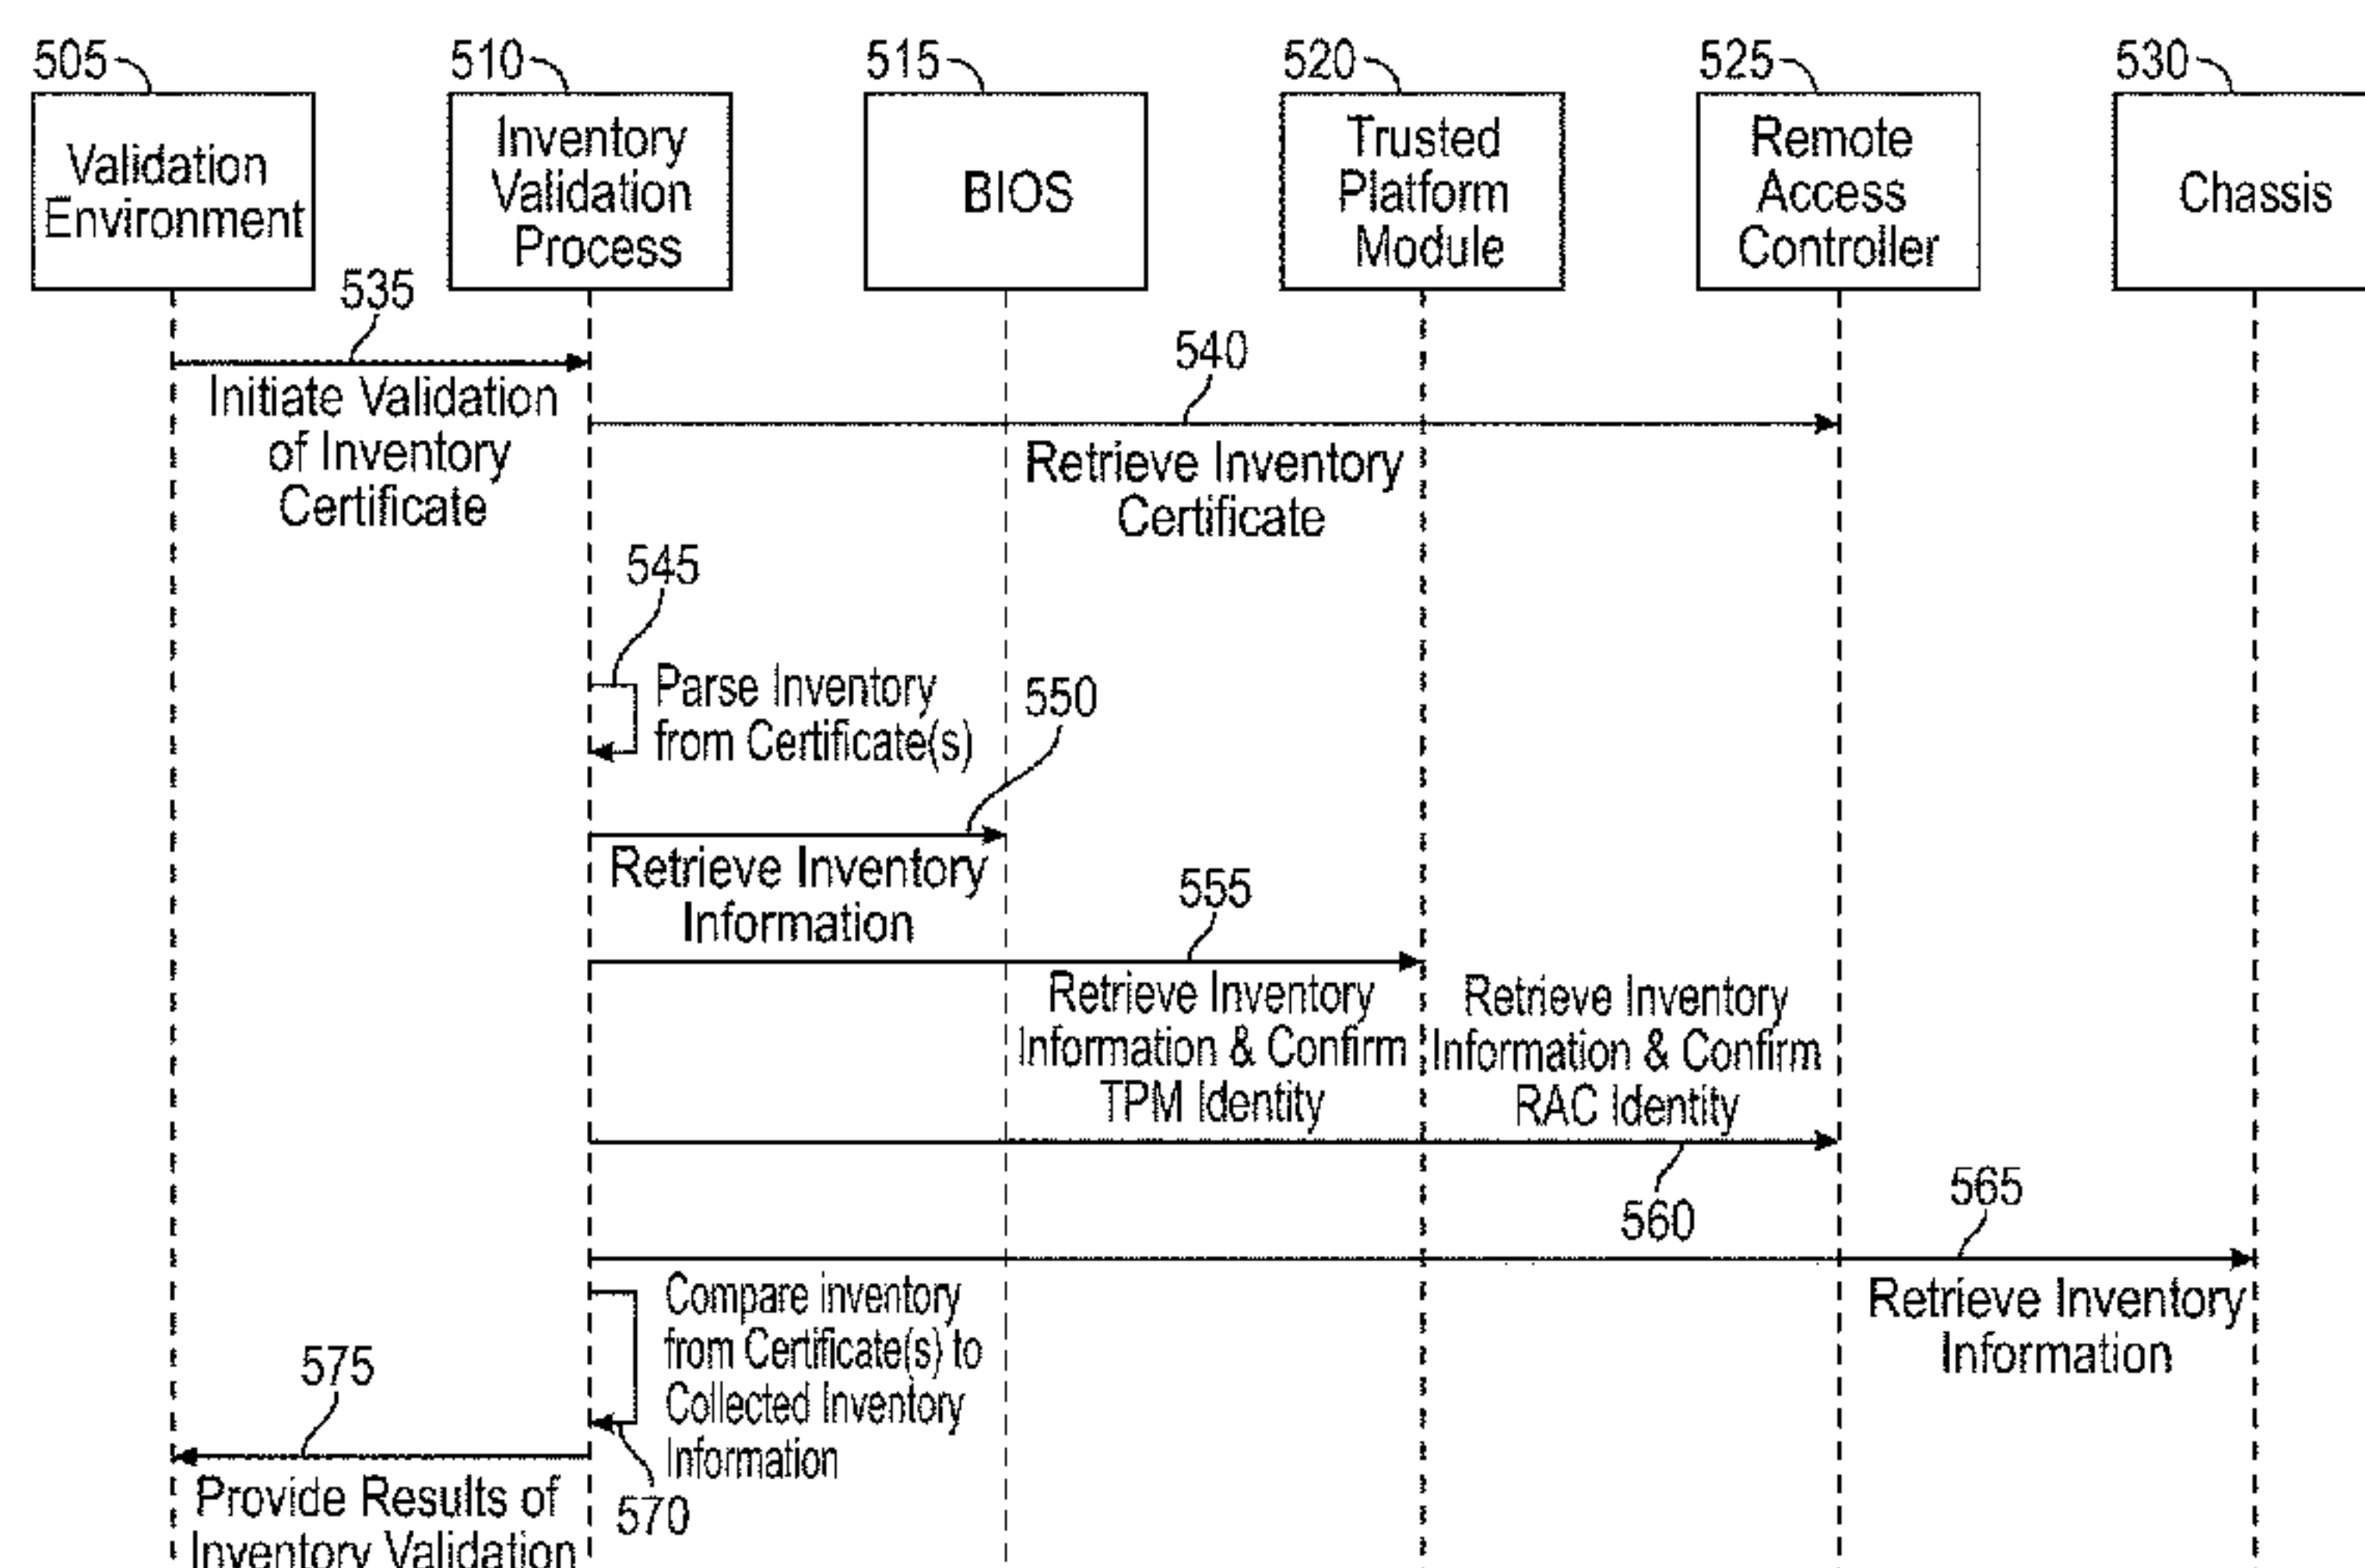 505
510
515
520
525
530
Validation
Environment
Inventory
Validation
Process
BIOS
Trusted
Platform
Module
Remote
Access
Controller
Chassis
535
Initiate Validation
of Inventory
Certificate
540
Retrieve Inventory
Certificate
545
Parse Inventory
from Certificate(s)
550
Retrieve Inventory
Information
555
Retrieve Inventory
Information & Confirm
TPM Identity
Retrieve Inventory
Information & Confirm
RAC Identity
560
565
Retrieve Inventory
Information
Compare inventory
from Certificate(s) to
Collected Inventory
Information
570
575
Provide Results of
Inventory Validation